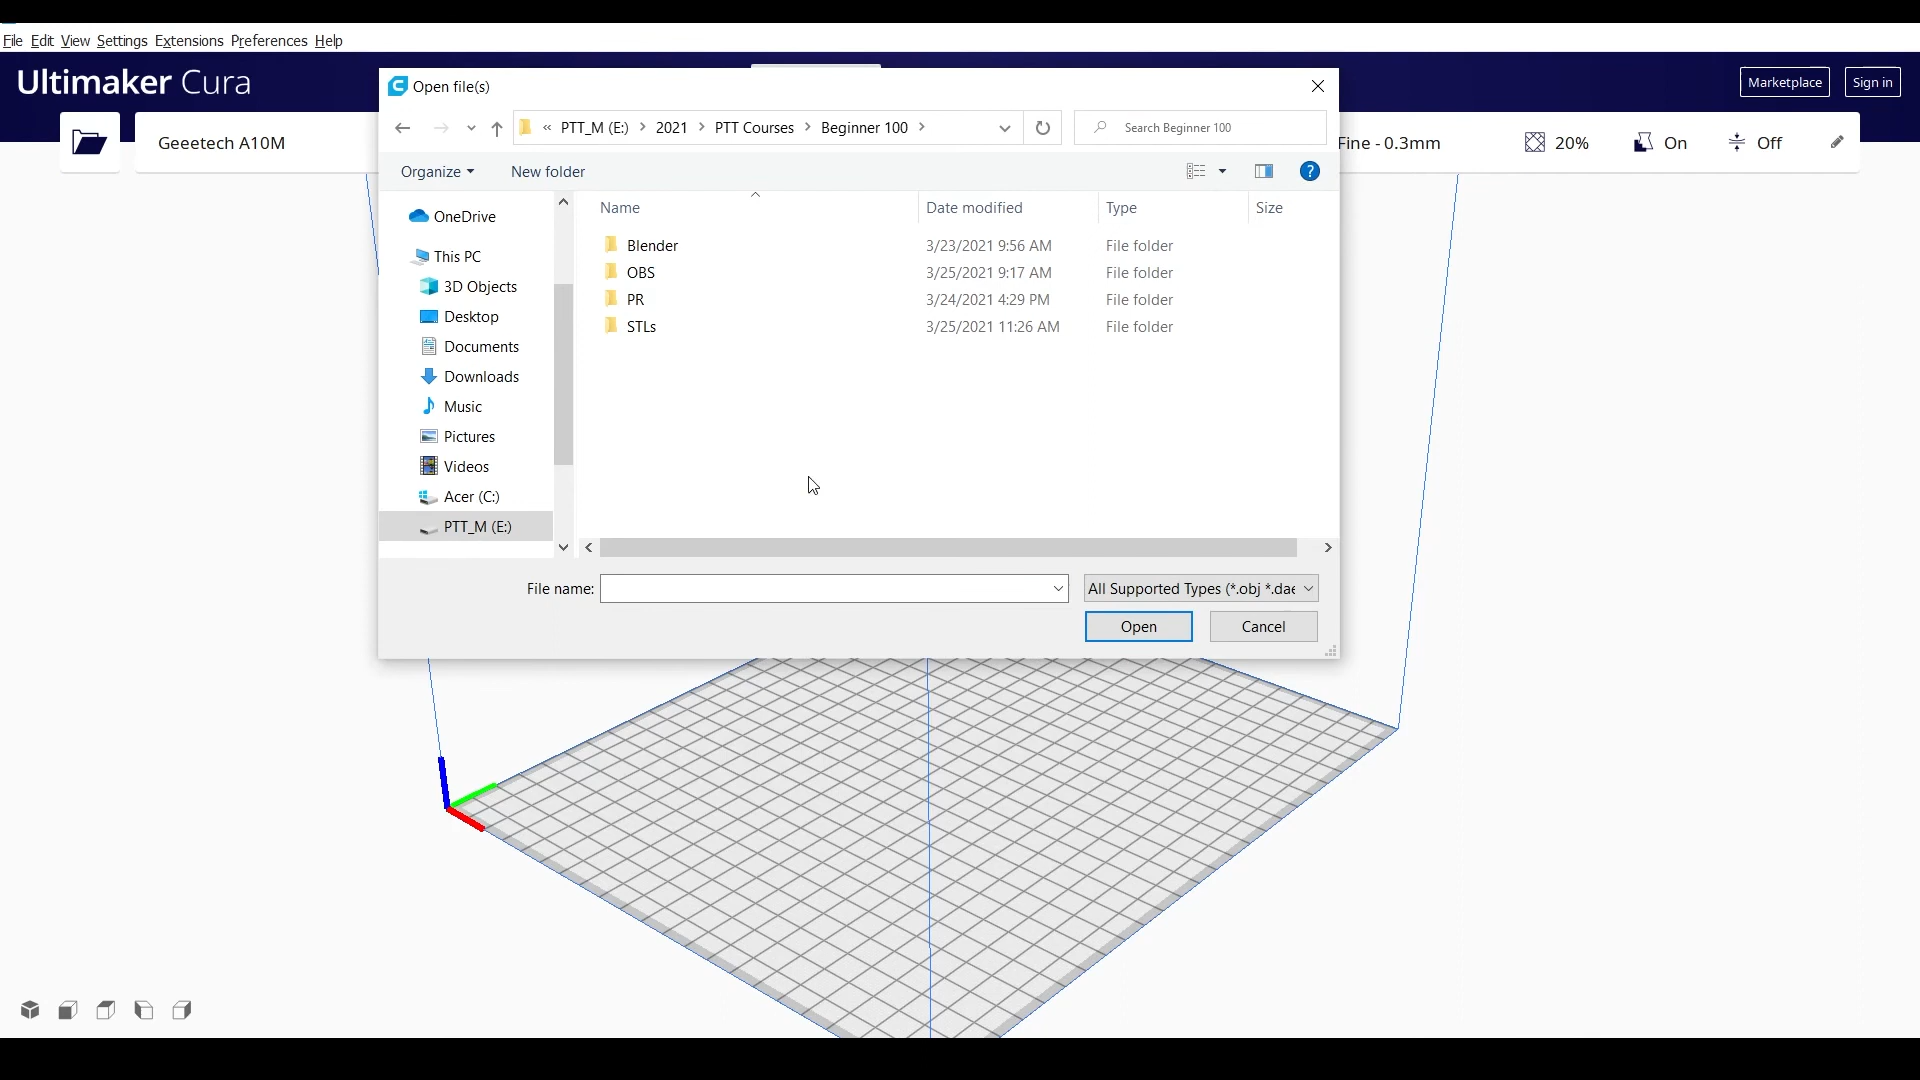 File Edit View Settings Extensions Preferences Help
Ultimaker Cura
Marketplace
Sign in
Open file(s)
« PTT_M (E:) > 2021 > PTT Courses > Beginner 100 >
Search Beginner 100
Geeetech A10M
Fine - 0.3mm
20%
On
Off
Organize
New folder
?
Name Date modified Type Size
OneDrive
This PC
3D Objects
Desktop
Documents
Downloads
Music
Pictures
Videos
Acer (C:)
PTT_M (E:)
Blender 3/23/2021 9:56 AM File folder
OBS 3/25/2021 9:17 AM File folder
PR 3/24/2021 4:29 PM File folder
STLs 3/25/2021 11:26 AM File folder
File name:
All Supported Types (*.obj *.dae
Open
Cancel